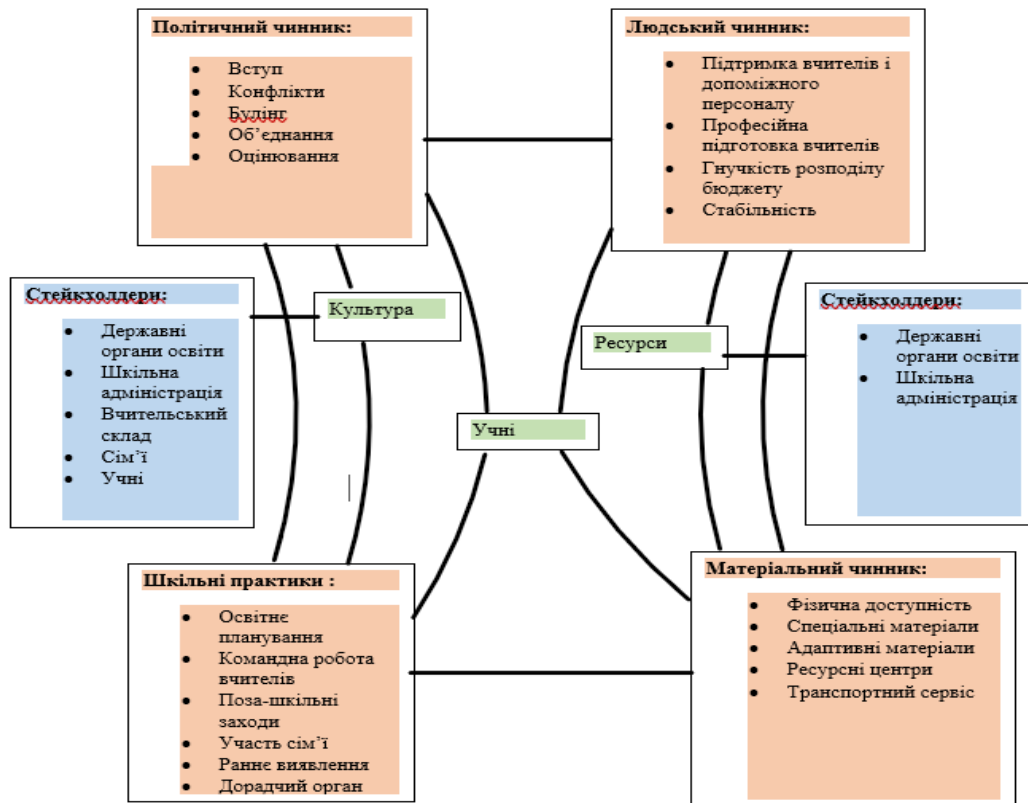 Політичний чинник:
Вступ
Конфлікти
Булінг
Об’єднання
Оцінювання
Людський чинник:
Підтримка вчителів і
допоміжного
персоналу
Професійна
підготовка вчителів
Гнучкість розподілу
бюджету
Стабільність
Стейкхолдери:
Державні
органи освіти
Шкільна
адміністрація
Вчительський
склад
Сім’ї
Учні
Культура
Ресурси
Стейкхолдери:
Державні
органи освіти
Шкільна
адміністрація
Учні
Шкільні практики :
Освітнє
планування
Командна робота
вчителів
Поза-шкільні
заходи
Участь сім’ї
Раннє виявлення
Дорадчий орган
Матеріальний чинник:
Фізична доступність
Спеціальні матеріали
Адаптивні матеріали
Ресурсні центри
Транспортний сервіс